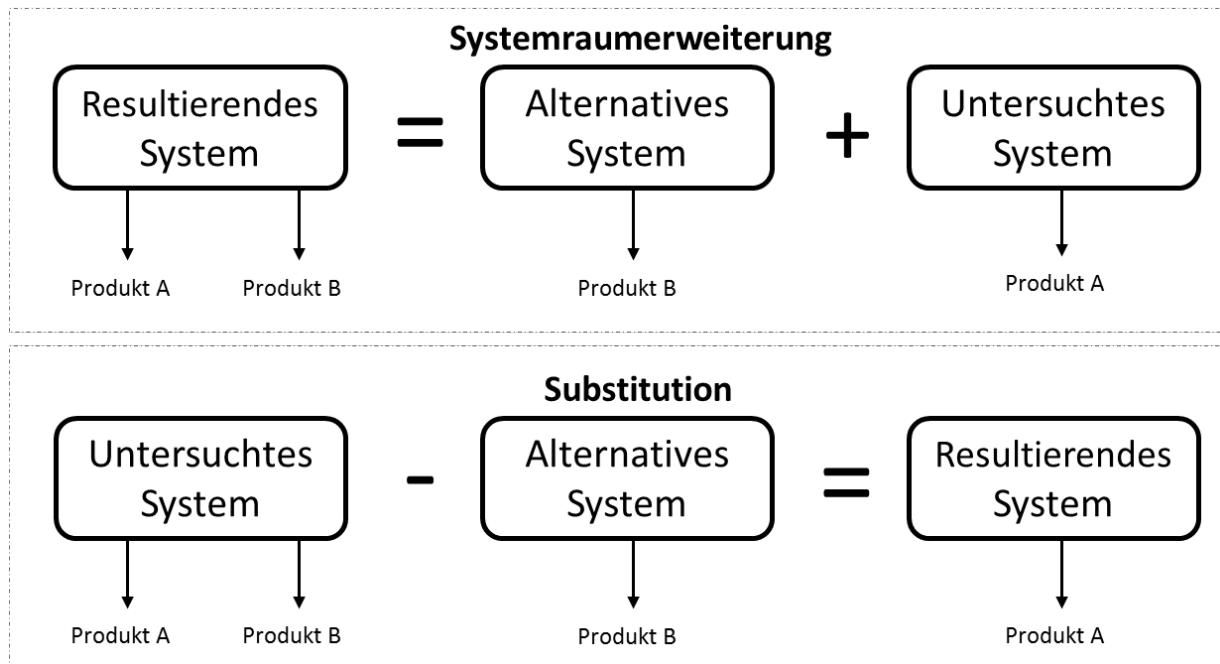 Systemraumerweiterung
Resultierendes
System
=
Alternatives
System
+
Untersuchtes
System
Produkt A
Produkt B
Produkt B
Produkt A
Substitution
Untersuchtes
System
-
Alternatives
System
=
Resultierendes
System
Produkt A
Produkt B
Produkt B
Produkt A